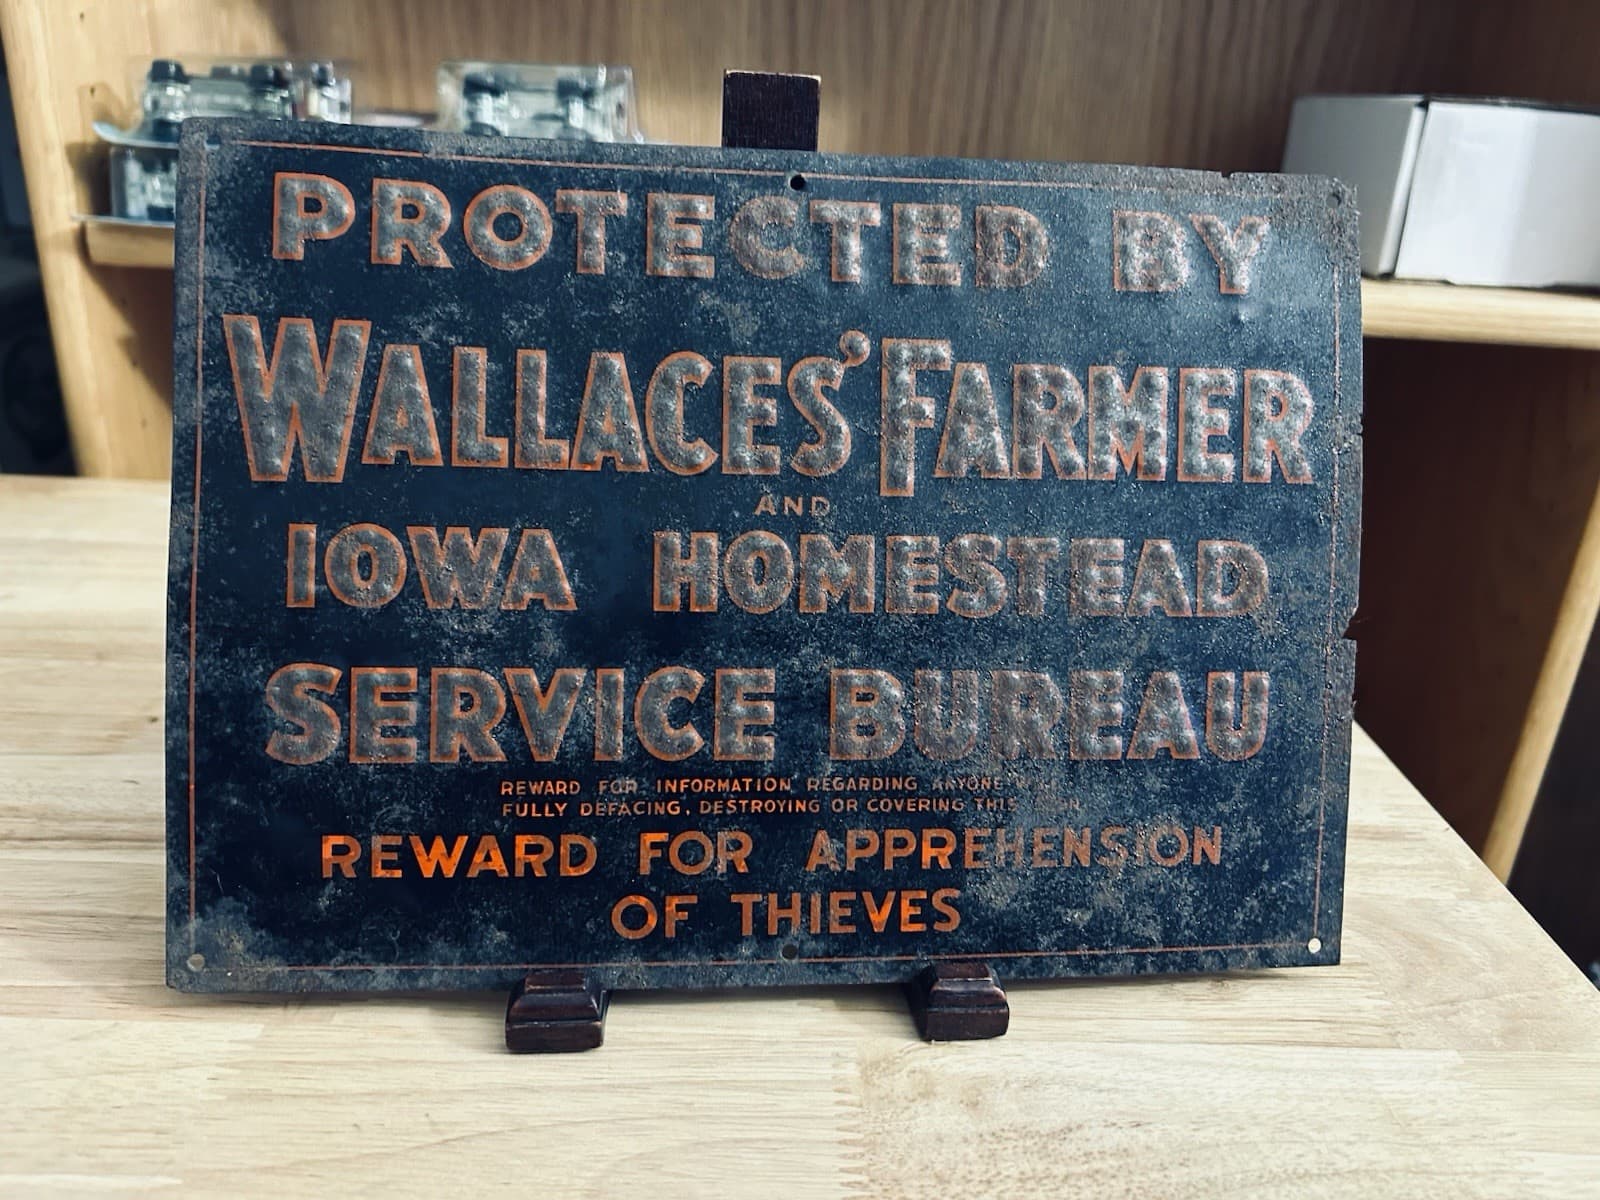 PROTECTED BY
WALLACES' FARMER
AND
IOWA HOMESTEAD
SERVICE BUREAU
REWARD FOR INFORMATION REGARDING ANYONE
FULLY DEFACING, DESTROYING OR COVERING THIS
REWARD FOR APPREHENSION
OF THIEVES